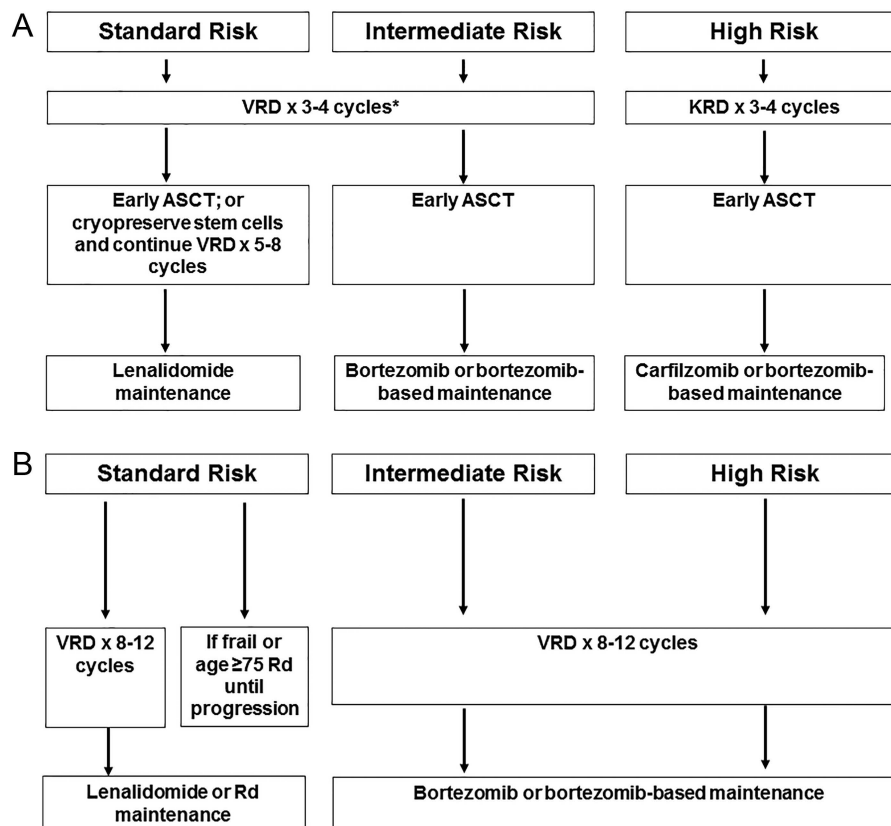 A
Standard Risk
Intermediate Risk
High Risk
VRD x 3-4 cycles*
KRD x 3-4 cycles
Early ASCT; or
cryopreserve stem cells
and continue VRD x 5-8
cycles
Early ASCT
Early ASCT
Lenalidomide
maintenance
Bortezomib or bortezomib-
based maintenance
Carfilzomib or bortezomib-
based maintenance
B
Standard Risk
Intermediate Risk
High Risk
VRD x 8-12
cycles
If frail or
age ≥75 Rd
until
progression
VRD x 8-12 cycles
Lenalidomide or Rd
maintenance
Bortezomib or bortezomib-based maintenance